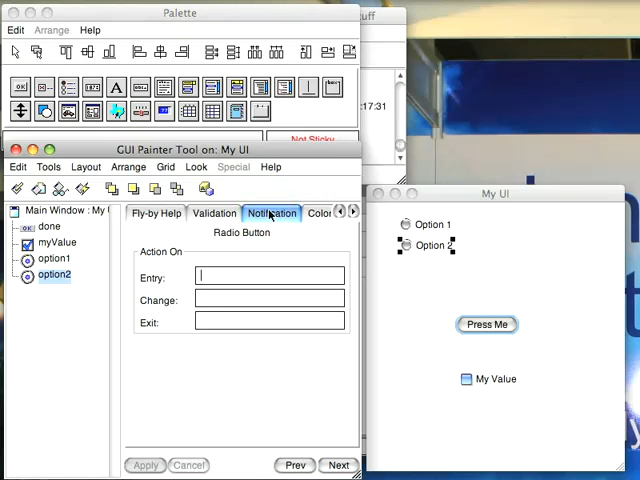 Palette
Edit Arrange Help
Not Sticky
uff
:17:31
GUI Painter Tool on: My UI
Edit Tools Layout Arrange Grid Look Special Help
Main Window : My
done
myValue
option1
option2
Fly-by Help Validation Notification Color
Radio Button
Action On
Entry:
Change:
Exit:
Apply Cancel Prev Next
My UI
Option 1
Option 2
Press Me
My Value